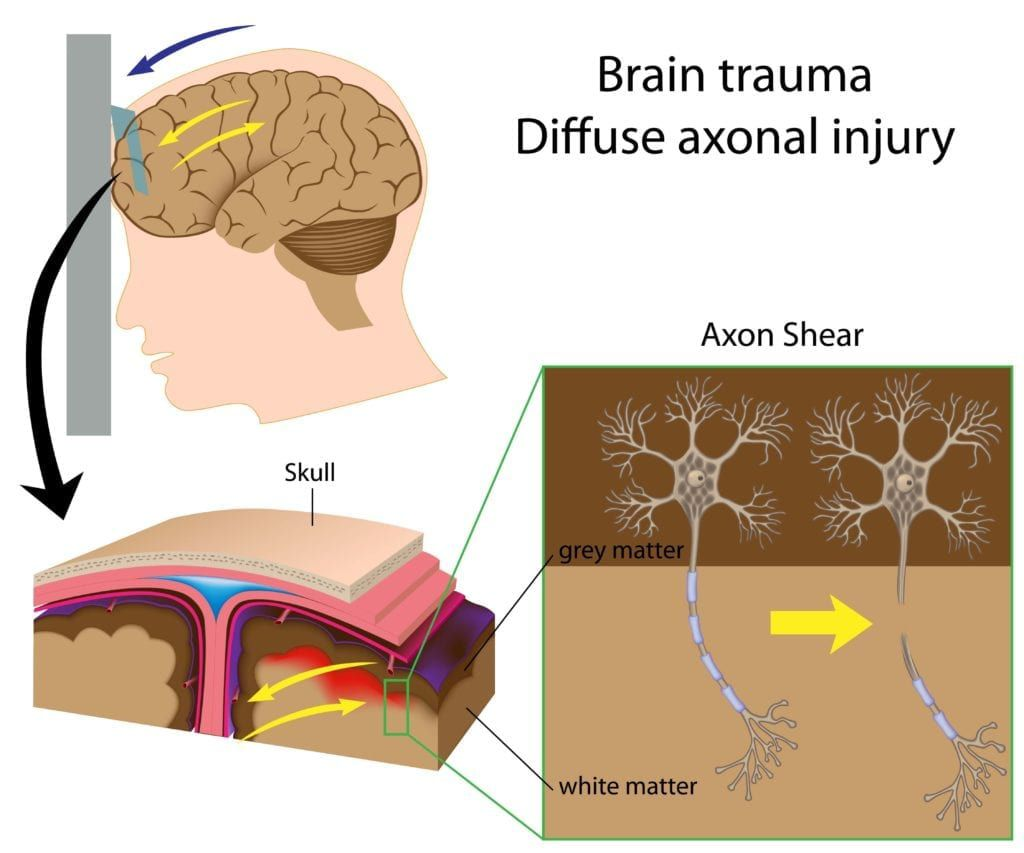 Brain trauma
Diffuse axonal injury
Axon Shear
Skull
grey matter
white matter